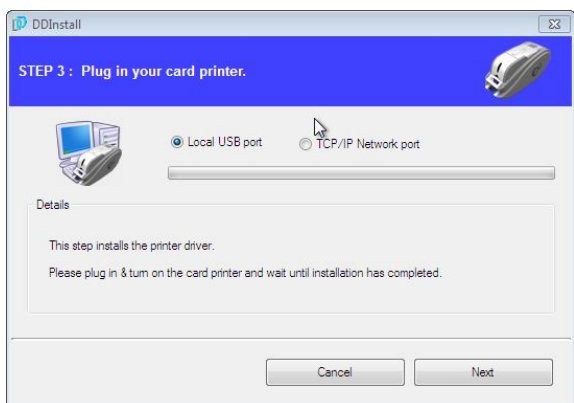 DDInstall
STEP 3 : Plug in your card printer.
Local USB port
TCP/IP Network port
Details
This step installs the printer driver.
Please plug in & turn on the card printer and wait until installation has completed.
Cancel
Next